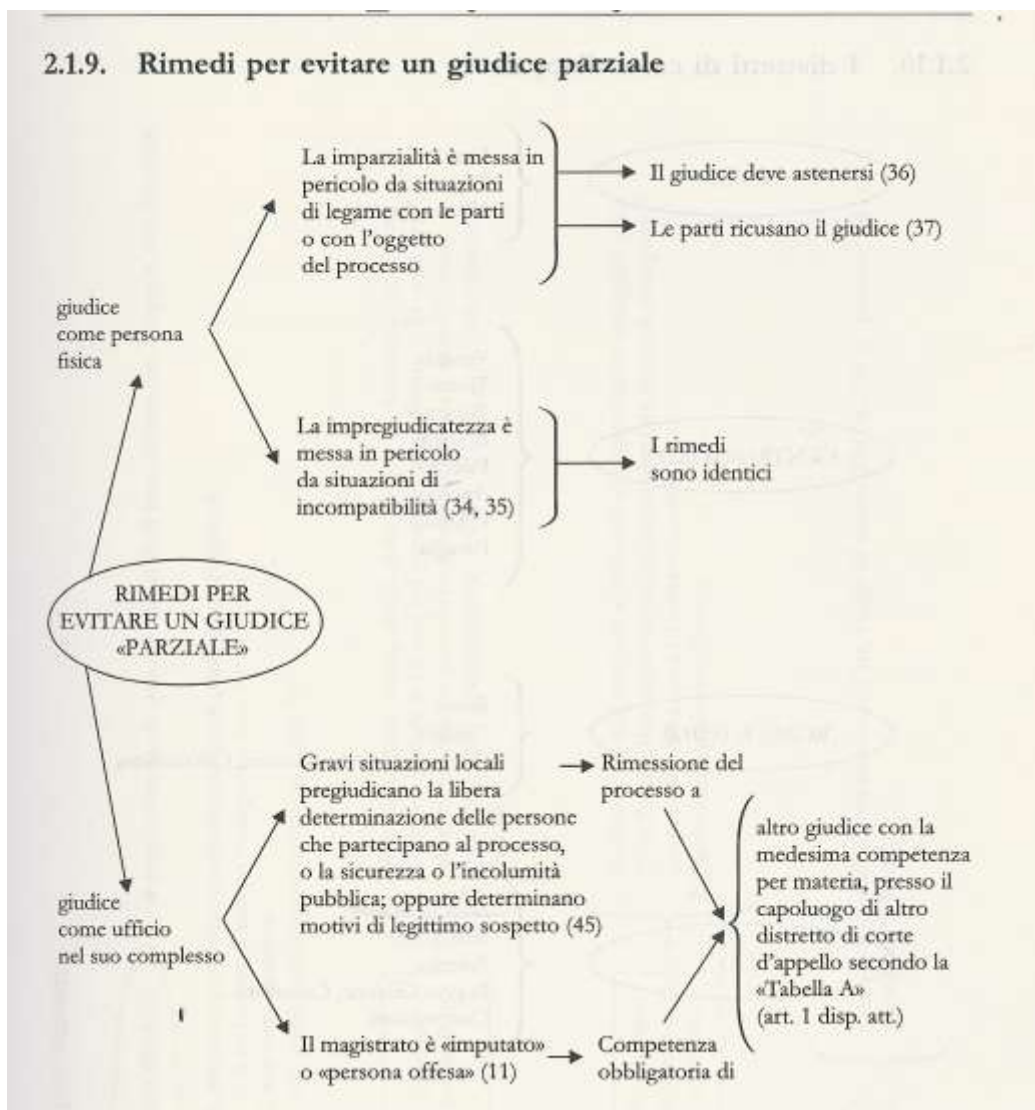 2.1.9. Rimedi per evitare un giudice parziale
La imparzialità è messa in
pericolo da situazioni
di legame con le parti
o con l'oggetto
del processo
Il giudice deve astenersi (36)
Le parti ricusano il giudice (37)
giudice
come persona
fisica
La impregiudicatezza è
messa in pericolo
da situazioni di
incompatibilità (34, 35)
I rimedi
sono identici
RIMEDI PER
EVITARE UN GIUDICE
«PARZIALE»
Gravi situazioni locali
pregiudicano la libera
determinazione delle persone
che partecipano al processo,
o la sicurezza o l'incolumità
pubblica; oppure determinano
motivi di legittimo sospetto (45)
Rimessione del
processo a
giudice
come ufficio
nel suo complesso
altro giudice con la
medesima competenza
per materia, presso il
capoluogo di altro
distretto di corte
d'appello secondo la
«Tabella A»
(art. 1 disp. att.)
Il magistrato è «imputato»
o «persona offesa» (11)
Competenza
obbligatoria di